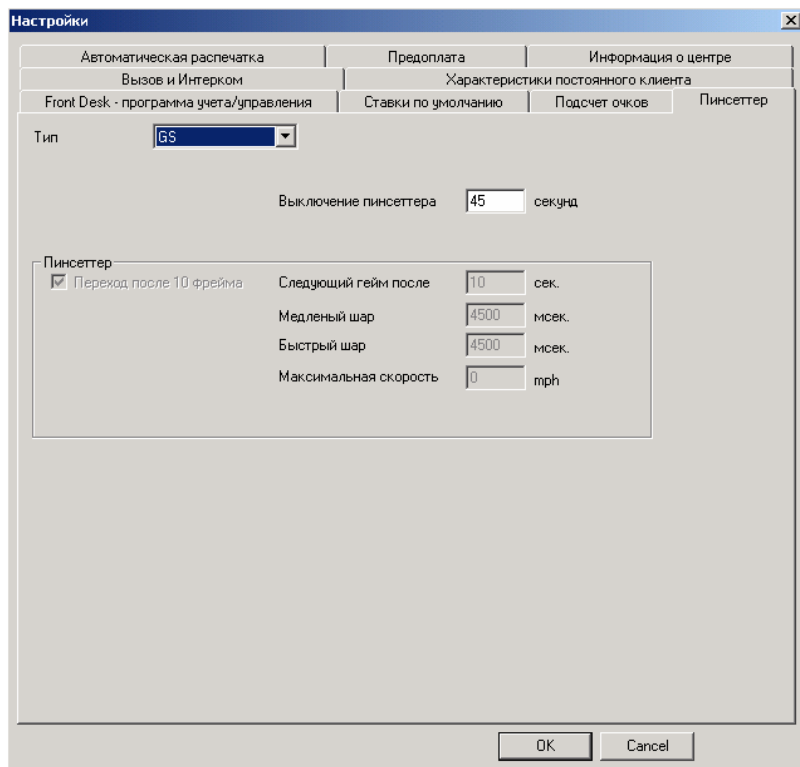 Настройки
Автоматическая распечатка Предоплата Информация о центре
Вызов и Интерком Характеристики постоянного клиента
Front Desk - программа учета/управления Ставки по умолчанию Подсчет очков Пинсеттер
Тип GS
Выключение пинсеттера 45 секунд
Пинсеттер
Переход после 10 фрейма Следующий гейм после 10 сек.
Медленый шар 4500 мсек.
Быстрый шар 4500 мсек.
Максимальная скорость 0 mph
OK Cancel